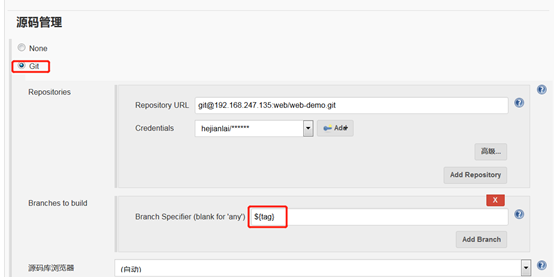 源码管理
None
Git
Repositories
Repository URL git@192.168.247.135:web/web-demo.git
Credentials hejianlai/****** Add
高级...
Add Repository
Branches to build
X
Branch Specifier (blank for 'any') ${tag}
Add Branch
源码库浏览器 (自动)